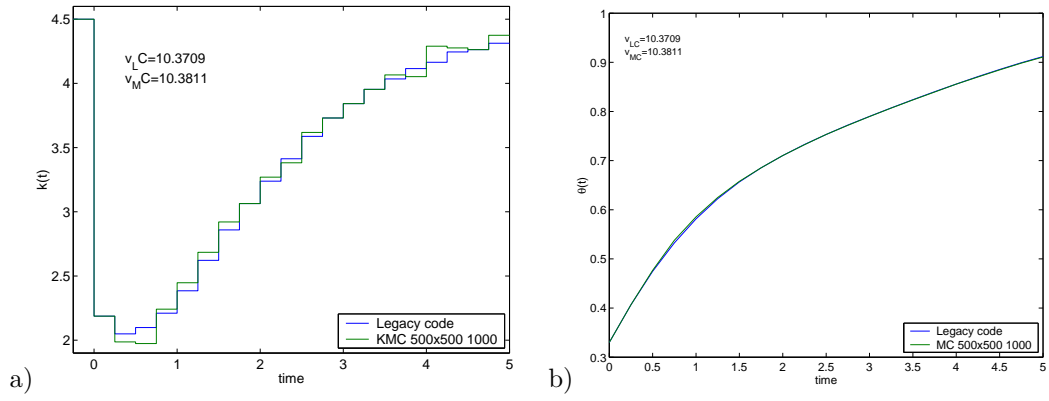 4.5
v_LC=10.3709
v_MC=10.3811
4
3.5
k(t)
3
2.5
2
Legacy code
KMC 500x500 1000
0 1 2 3 4 5
time
a)
1
v_LC=10.3709
v_MC=10.3811
0.9
0.8
0.7
θ(t)
0.6
0.5
0.4
Legacy code
MC 500x500 1000
0.3
0 0.5 1 1.5 2 2.5 3 3.5 4 4.5 5
time
b)